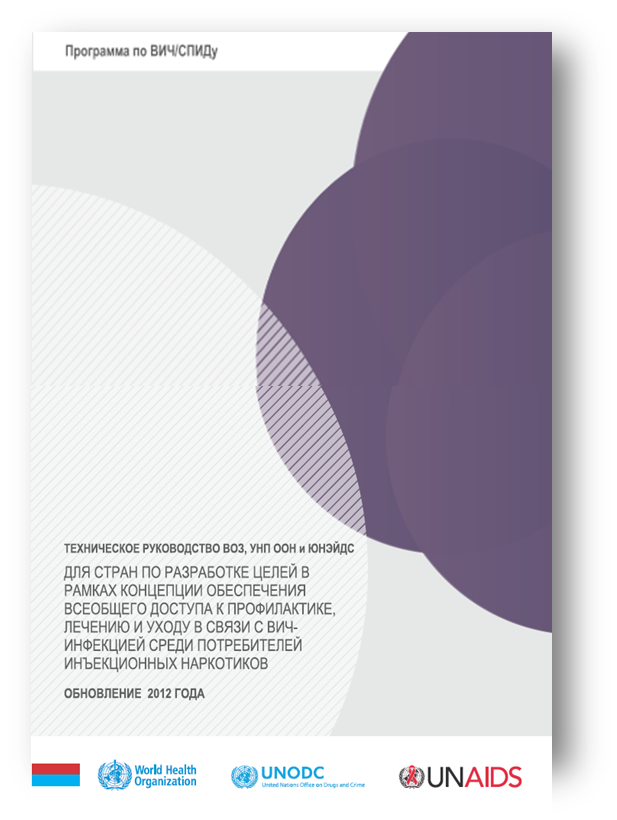 Программа по ВИЧ/СПИДу
ТЕХНИЧЕСКОЕ РУКОВОДСТВО ВОЗ, УНП ООН и ЮНЭЙДС
ДЛЯ СТРАН ПО РАЗРАБОТКЕ ЦЕЛЕЙ В
РАМКАХ КОНЦЕПЦИИ ОБЕСПЕЧЕНИЯ
ВСЕОБЩЕГО ДОСТУПА К ПРОФИЛАКТИКЕ,
ЛЕЧЕНИЮ И УХОДУ В СВЯЗИ С ВИЧ-
ИНФЕКЦИЕЙ СРЕДИ ПОТРЕБИТЕЛЕЙ
ИНЪЕКЦИОННЫХ НАРКОТИКОВ
ОБНОВЛЕНИЕ 2012 ГОДА
World Health
Organization
UNODC
United Nations Office on Drugs and Crime
UNAIDS